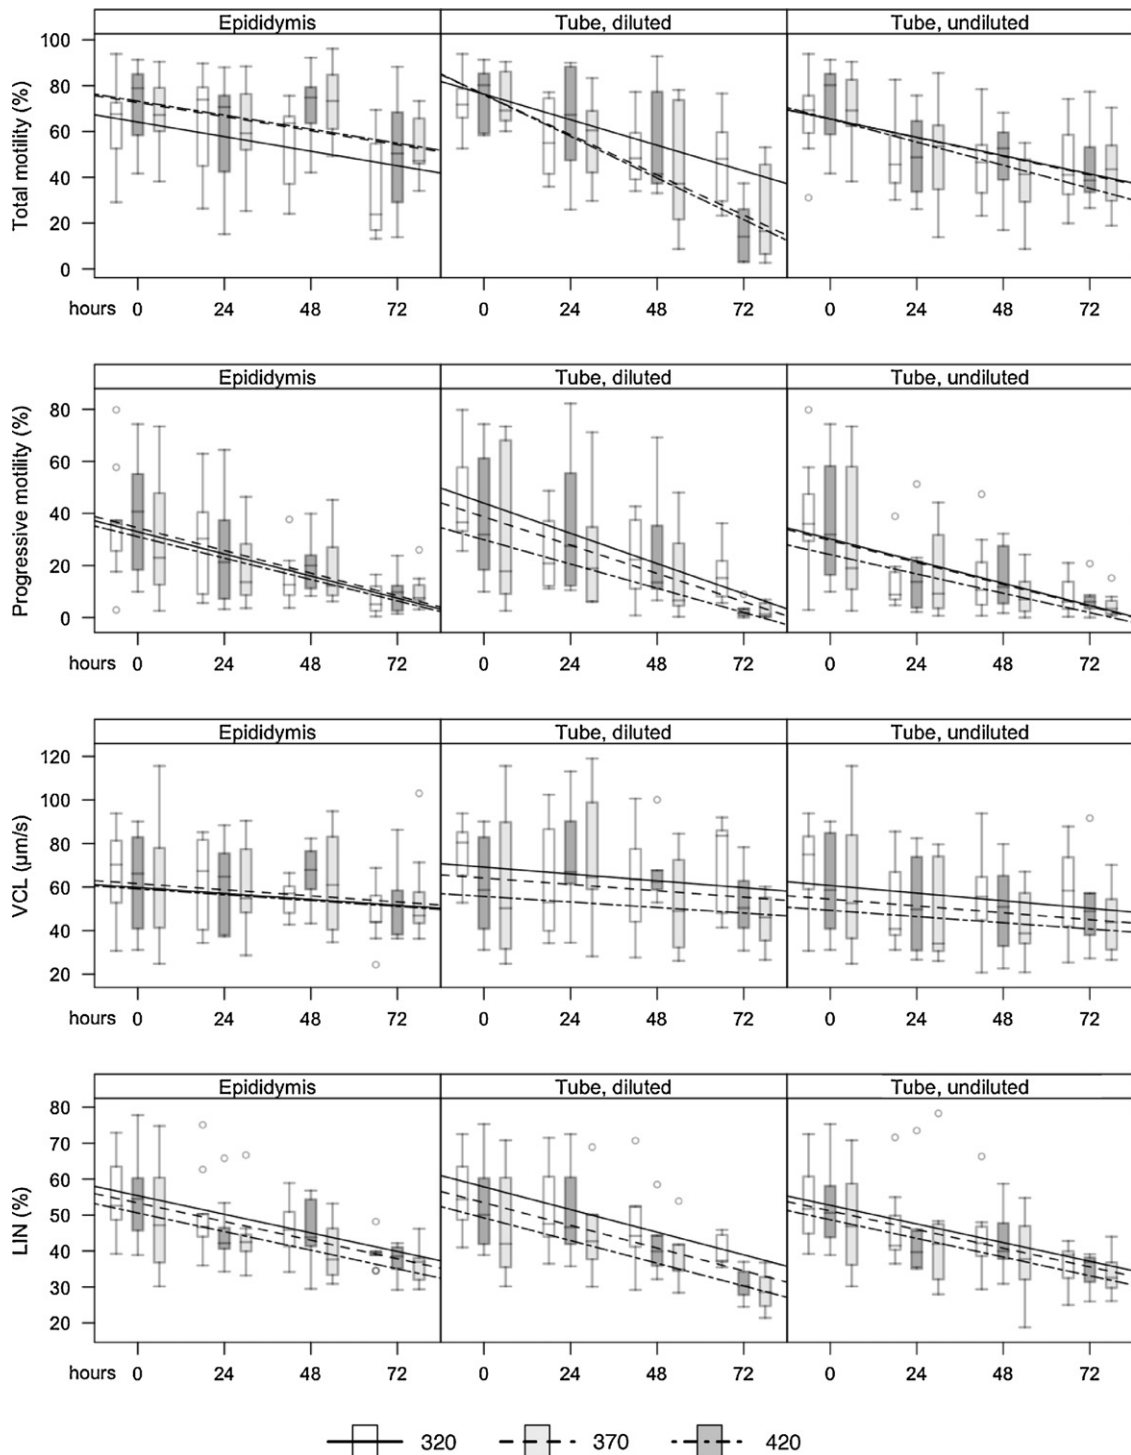 Epididymis Tube, diluted Tube, undiluted
Total motility (%)
100
80
60
40
20
0
hours 0 24 48 72 0 24 48 72 0 24 48 72
Epididymis Tube, diluted Tube, undiluted
Progressive motility (%)
80
60
40
20
0
hours 0 24 48 72 0 24 48 72 0 24 48 72
Epididymis Tube, diluted Tube, undiluted
VCL (µm/s)
120
100
80
60
40
20
hours 0 24 48 72 0 24 48 72 0 24 48 72
Epididymis Tube, diluted Tube, undiluted
LIN (%)
80
70
60
50
40
30
20
hours 0 24 48 72 0 24 48 72 0 24 48 72
320 370 420